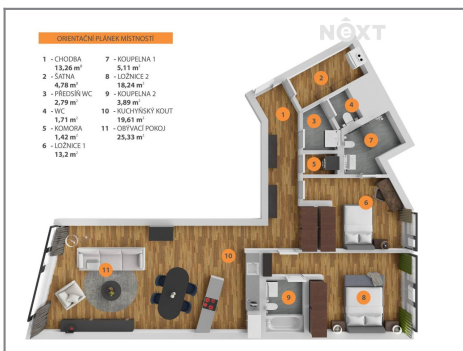 NEXT
ORIENTAČNÍ PLÁNEK MÍSTNOSTÍ
1 - CHODBA
13,26 m²
2 - ŠATNA
4,78 m²
3 - PŘEDSÍŇ WC
2,79 m²
4 - WC
1,71 m²
5 - KOMORA
1,42 m²
6 - LOŽNICE 1
13,2 m²
7 - KOUPELNA 1
5,11 m²
8 - LOŽNICE 2
18,24 m²
9 - KOUPELNA 2
3,89 m²
10 - KUCHYŇSKÝ KOUT
19,61 m²
11 - OBYVACÍ POKOJ
25,33 m²
2
1
4
3
7
5
6
10
11
9
8